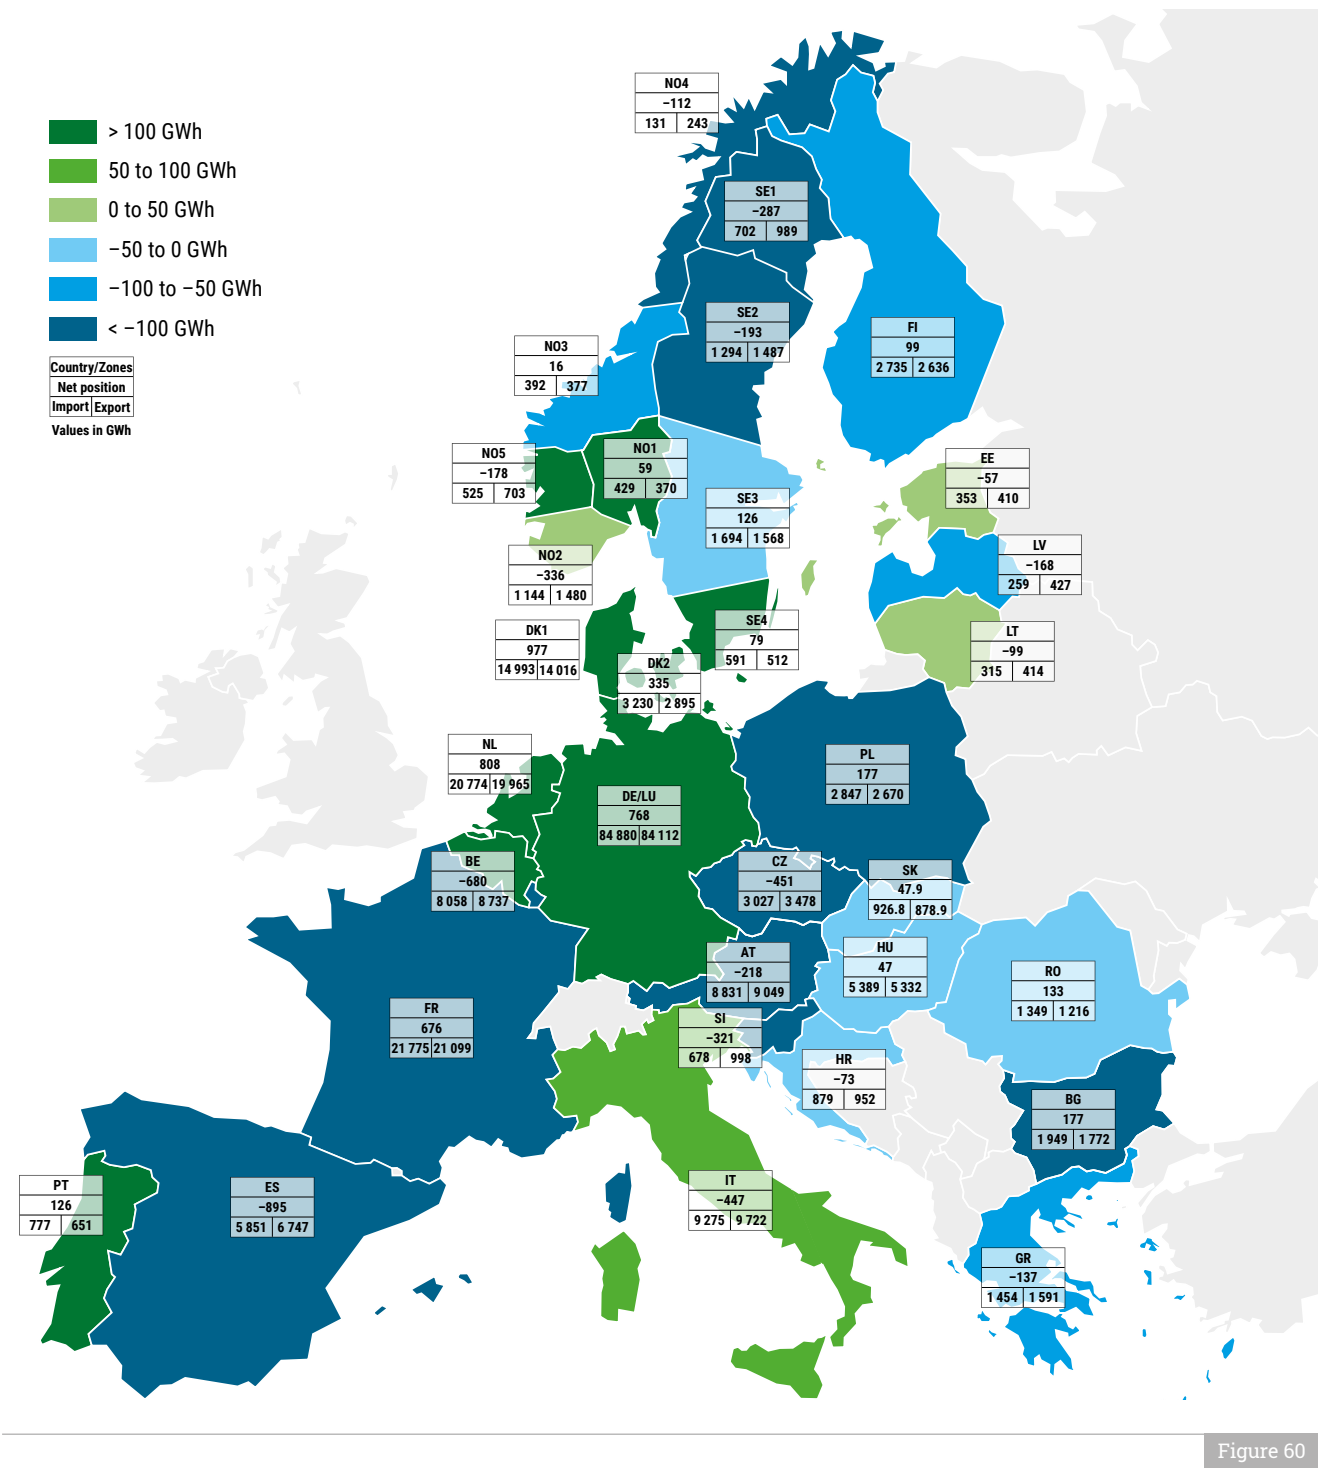 > 100 GWh
50 to 100 GWh
0 to 50 GWh
−50 to 0 GWh
−100 to −50 GWh
< −100 GWh
Country/Zones
Net position
Import Export
Values in GWh
NO4
−112
131 243
SE1
−287
702 989
SE2
−193
1 294 1 487
FI
99
2 735 2 636
NO3
16
392 377
NO5
−178
525 703
NO1
59
429 370
SE3
126
1 694 1 568
EE
−57
353 410
LV
−168
259 427
NO2
−336
1 144 1 480
DK1
977
14 993 14 016
DK2
335
3 230 2 895
SE4
79
591 512
LT
−99
315 414
NL
808
20 774 19 965
DE/LU
768
84 880 84 112
PL
177
2 847 2 670
BE
−680
8 058 8 737
CZ
−451
3 027 3 478
SK
47.9
926.8 878.9
AT
−218
8 831 9 049
HU
47
5 389 5 332
RO
133
1 349 1 216
FR
676
21 775 21 099
SI
−321
678 998
HR
−73
879 952
BG
177
1 949 1 772
PT
126
777 651
ES
−895
5 851 6 747
IT
−447
9 275 9 722
GR
−137
1 454 1 591
Figure 60